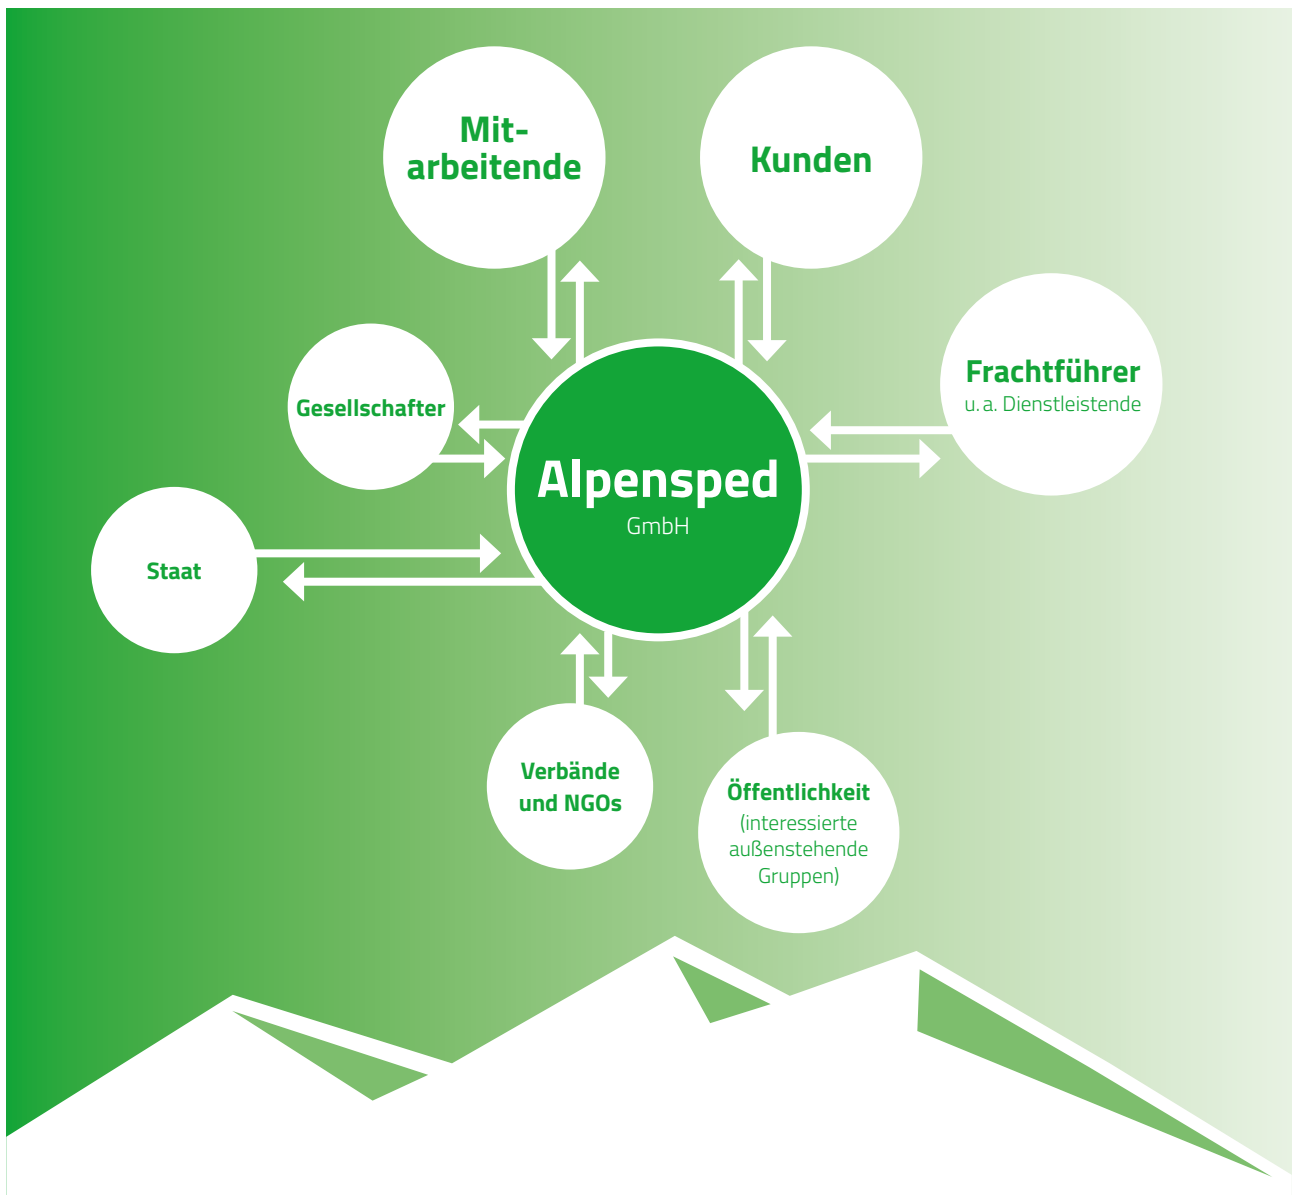 Mit-
arbeitende
Kunden
Frachtführer
u. a. Dienstleistende
Gesellschafter
Alpensped
GmbH
Staat
Verbände
und NGOs
Öffentlichkeit
(interessierte
außenstehende
Gruppen)